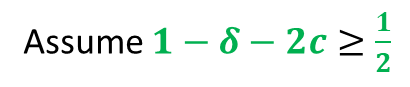 Assume 1 − δ − 2c ≥ 1/2